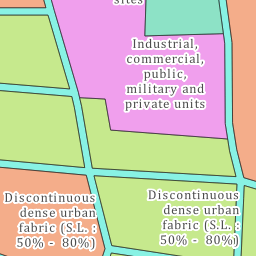 sites
Industrial,
commercial,
public,
military and
private units
Discontinuous
dense urban
fabric (S.L. :
50% -  80%)
Discontinuous
dense urban
fabric (S.L. :
50% -  80%)